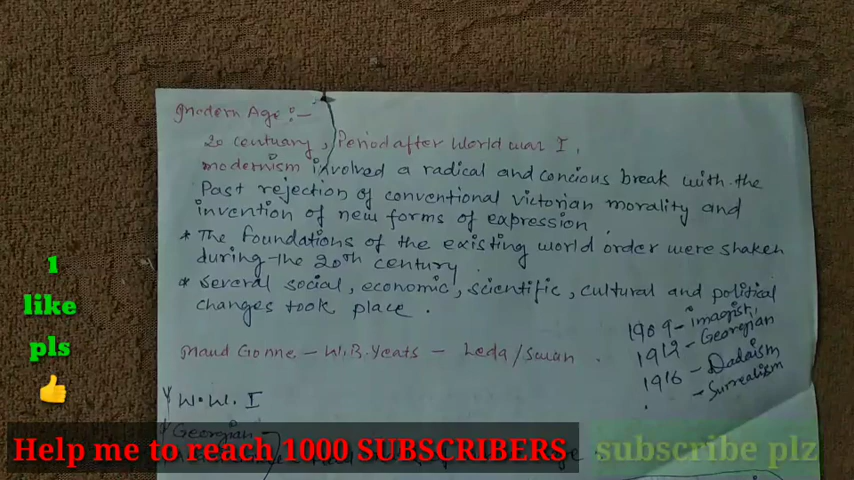 Modern Age :-
20 centuary, Period after World war I,
modernism involved a radical and concious break with the
Past rejection of conventional victorian morality and
invention of new forms of expression.
* The foundations of the existing world order were shaken
during the 20th century.
* Several social, economic, scientific, cultural and political
changes took place.
1909 - imagist,
1912 - Georgian
1916 - Dadaism
- Surrealism
Maud Gonne - W.B. Yeats - Leda/Swan.
* W.W.I
* Georgian
1
like
pls
👍
Help me to reach 1000 SUBSCRIBERS
subscribe plz